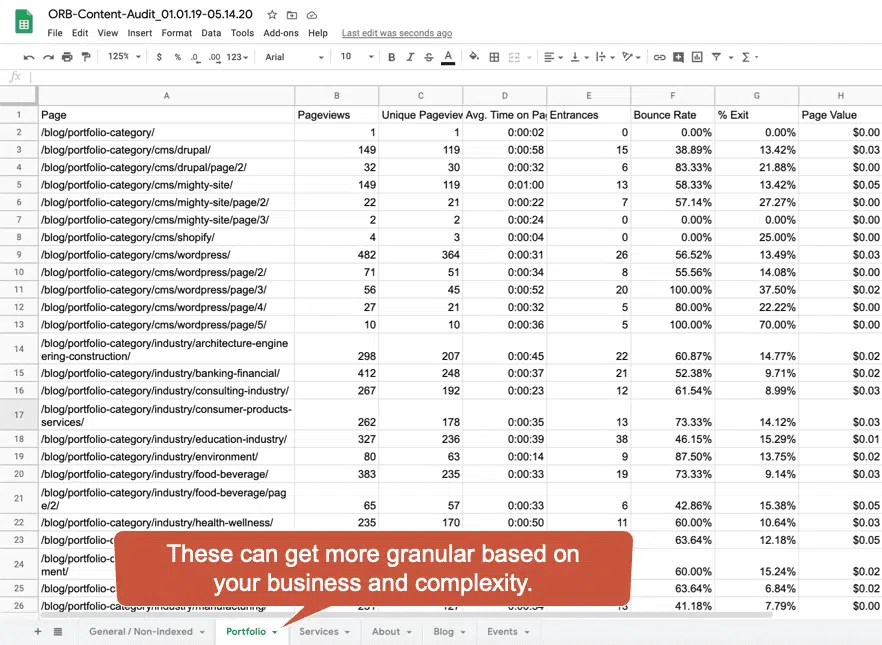 ORB-Content-Audit_01.01.19-05.14.20
File Edit View Insert Format Data Tools Add-ons Help Last edit was seconds ago
125% $ % .0 .00 123 Arial 10 B I S A
fx
A B C D E F G H
1 Page Pageviews Unique Pageview Avg. Time on Pa Entrances Bounce Rate % Exit Page Value
2 /blog/portfolio-category/ 1 1 0:00:02 0 0.00% 0.00% $0.00
3 /blog/portfolio-category/cms/drupal/ 149 119 0:00:58 15 38.89% 13.42% $0.03
4 /blog/portfolio-category/cms/drupal/page/2/ 32 30 0:00:32 6 83.33% 21.88% $0.00
5 /blog/portfolio-category/cms/mighty-site/ 149 119 0:01:00 13 58.33% 13.42% $0.05
6 /blog/portfolio-category/cms/mighty-site/page/2/ 22 21 0:00:22 7 57.14% 27.27% $0.00
7 /blog/portfolio-category/cms/mighty-site/page/3/ 2 2 0:00:24 0 0.00% 0.00% $0.00
8 /blog/portfolio-category/cms/shopify/ 4 3 0:00:04 0 0.00% 25.00% $0.00
9 /blog/portfolio-category/cms/wordpress/ 482 364 0:00:31 26 56.52% 13.49% $0.03
10 /blog/portfolio-category/cms/wordpress/page/2/ 71 51 0:00:34 8 55.56% 14.08% $0.00
11 /blog/portfolio-category/cms/wordpress/page/3/ 56 45 0:00:52 20 100.00% 37.50% $0.02
12 /blog/portfolio-category/cms/wordpress/page/4/ 27 21 0:00:32 5 80.00% 22.22% $0.00
13 /blog/portfolio-category/cms/wordpress/page/5/ 10 10 0:00:36 5 100.00% 70.00% $0.00
/blog/portfolio-category/industry/architecture-engine
14 ering-construction/ 298 207 0:00:45 22 60.87% 14.77% $0.02
15 /blog/portfolio-category/industry/banking-financial/ 412 248 0:00:37 21 52.38% 9.71% $0.02
16 /blog/portfolio-category/industry/consulting-industry/ 267 192 0:00:23 12 61.54% 8.99% $0.03
/blog/portfolio-category/industry/consumer-products-
17 services/ 262 178 0:00:35 13 73.33% 14.12% $0.03
18 /blog/portfolio-category/industry/education-industry/ 327 236 0:00:39 38 46.15% 15.29% $0.01
19 /blog/portfolio-category/industry/environment/ 80 63 0:00:14 9 87.50% 13.75% $0.02
20 /blog/portfolio-category/industry/food-beverage/ 383 235 0:00:33 19 73.33% 9.14% $0.03
/blog/portfolio-category/industry/food-beverage/pag
21 e/2/ 65 57 0:00:33 6 42.86% 15.38% $0.05
22 /blog/portfolio-category/industry/health-wellness/ 235 170 0:00:50 11 60.00% 10.64% $0.03
23 /blog/portfolio-c 63.64% 12.18% $0.05
/blog/portfolio-c
24 ment/ 60.00% 15.24% $0.02
25 /blog/portfolio-c 63.64% 6.84% $0.02
26 /blog/portfolio-category/industry/manufacturing/ 41.18% 7.79% $0.00
These can get more granular based on
your business and complexity.
General / Non-indexed Portfolio Services About Blog Events